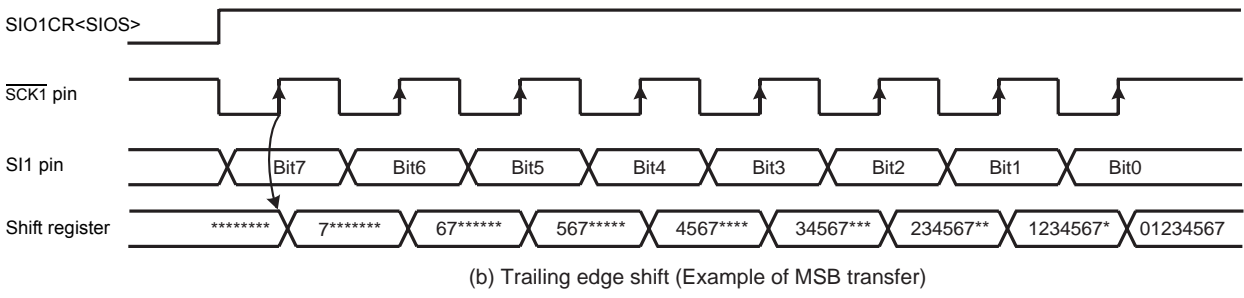 SIO1CR<SIOS>
SCK1 pin
SI1 pin
Bit7 Bit6 Bit5 Bit4 Bit3 Bit2 Bit1 Bit0
Shift register
******** 7******* 67****** 567***** 4567**** 34567*** 234567** 1234567* 01234567
(b) Trailing edge shift (Example of MSB transfer)